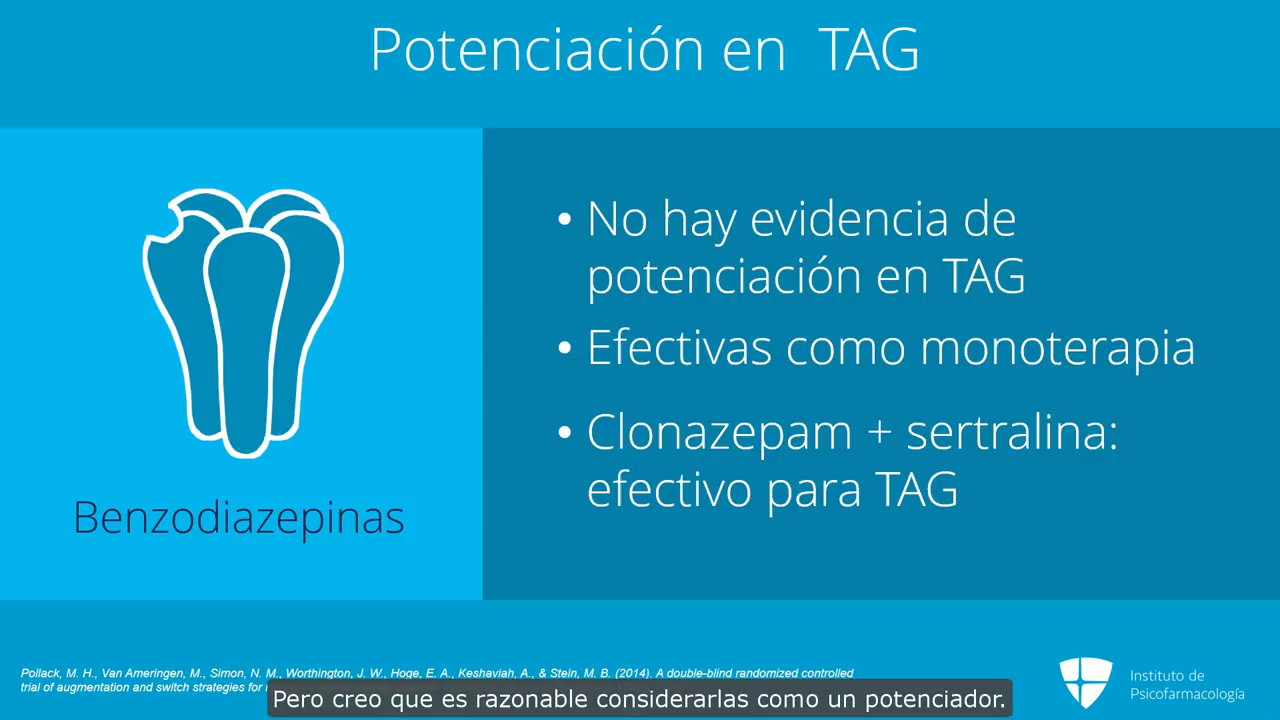 Potenciación en TAG
• No hay evidencia de
potenciación en TAG
• Efectivas como monoterapia
• Clonazepam + sertralina:
efectivo para TAG
Benzodiazepinas
Pollack, M. H., Van Ameringen, M., Simon, N. M., Worthington, J. W., Hoge, E. A., Keshaviah, A., & Stein, M. B. (2014). A double-blind randomized controlled
trial of augmentation and switch strategies for
Pero creo que es razonable considerarlas como un potenciador.
Instituto de
Psicofarmacología